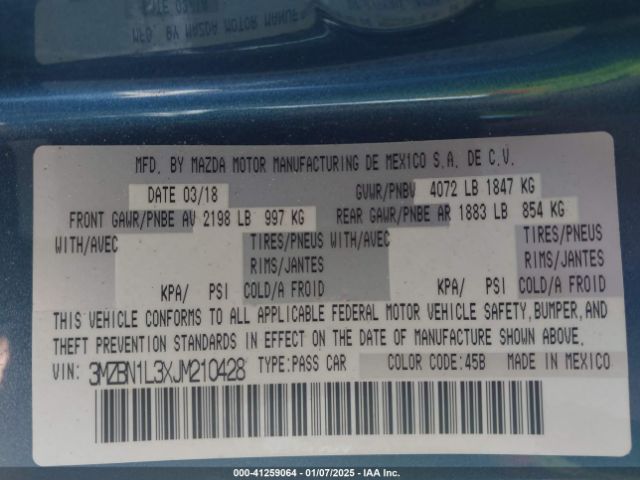 MFG. BY MAZDA MOTOR MANUF
MFD. BY MAZDA MOTOR MANUFACTURING DE MEXICO S.A. DE C.V.
DATE 03/18 GVWR/PNBV 4072 LB 1847 KG
FRONT GAWR/PNBE AV 2198 LB 997 KG REAR GAWR/PNBE AR 1883 LB 854 KG
WITH/AVEC TIRES/PNEUS WITH/AVEC TIRES/PNEUS
RIMS/JANTES RIMS/JANTES
KPA/ PSI COLD/A FROID KPA/ PSI COLD/A FROID
THIS VEHICLE CONFORMS TO ALL APPLICABLE FEDERAL MOTOR VEHICLE SAFETY, BUMPER, AND
THEFT PREVENTION STANDARDS IN EFFECT ON THE DATE OF MANUFACTURE SHOWN ABOVE.
VIN: 3MZBN1L3XJM210428 TYPE:PASS CAR COLOR CODE:45B MADE IN MEXICO
000-41259064 — 01/07/2025 - IAA Inc.